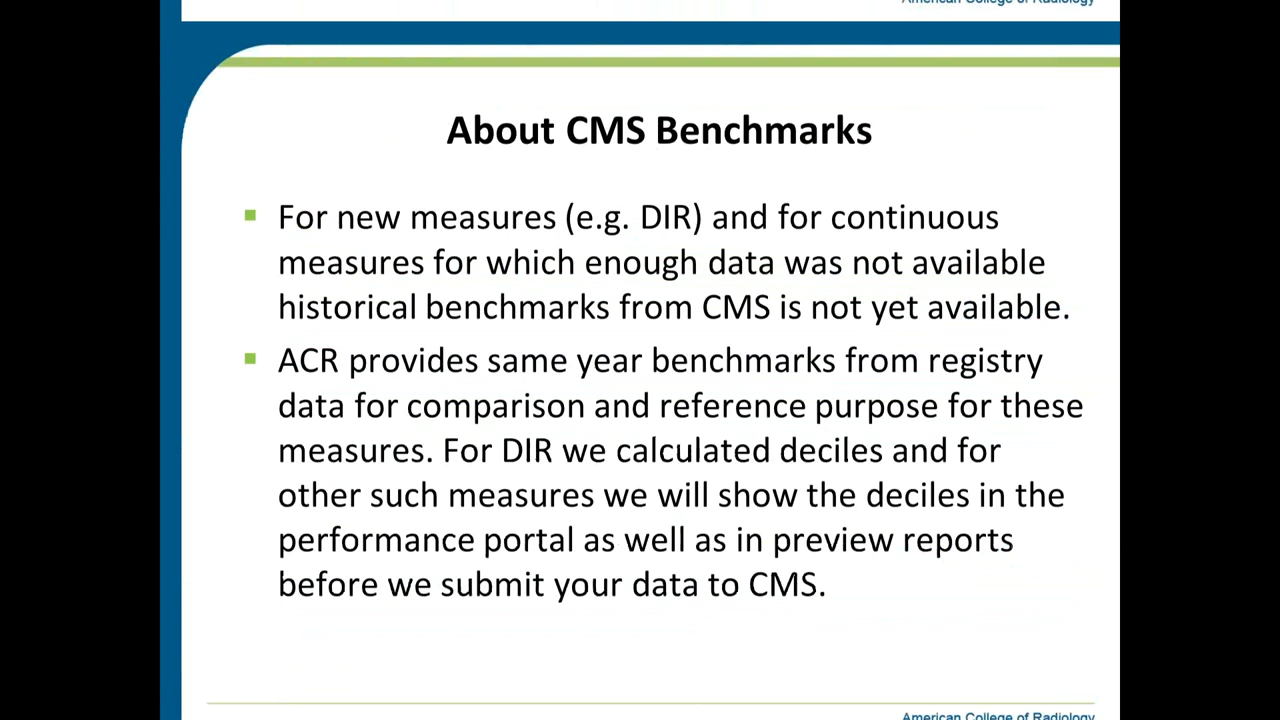 American College of Radiology
About CMS Benchmarks
For new measures (e.g. DIR) and for continuous
measures for which enough data was not available
historical benchmarks from CMS is not yet available.
ACR provides same year benchmarks from registry
data for comparison and reference purpose for these
measures. For DIR we calculated deciles and for
other such measures we will show the deciles in the
performance portal as well as in preview reports
before we submit your data to CMS.
American College of Radiology